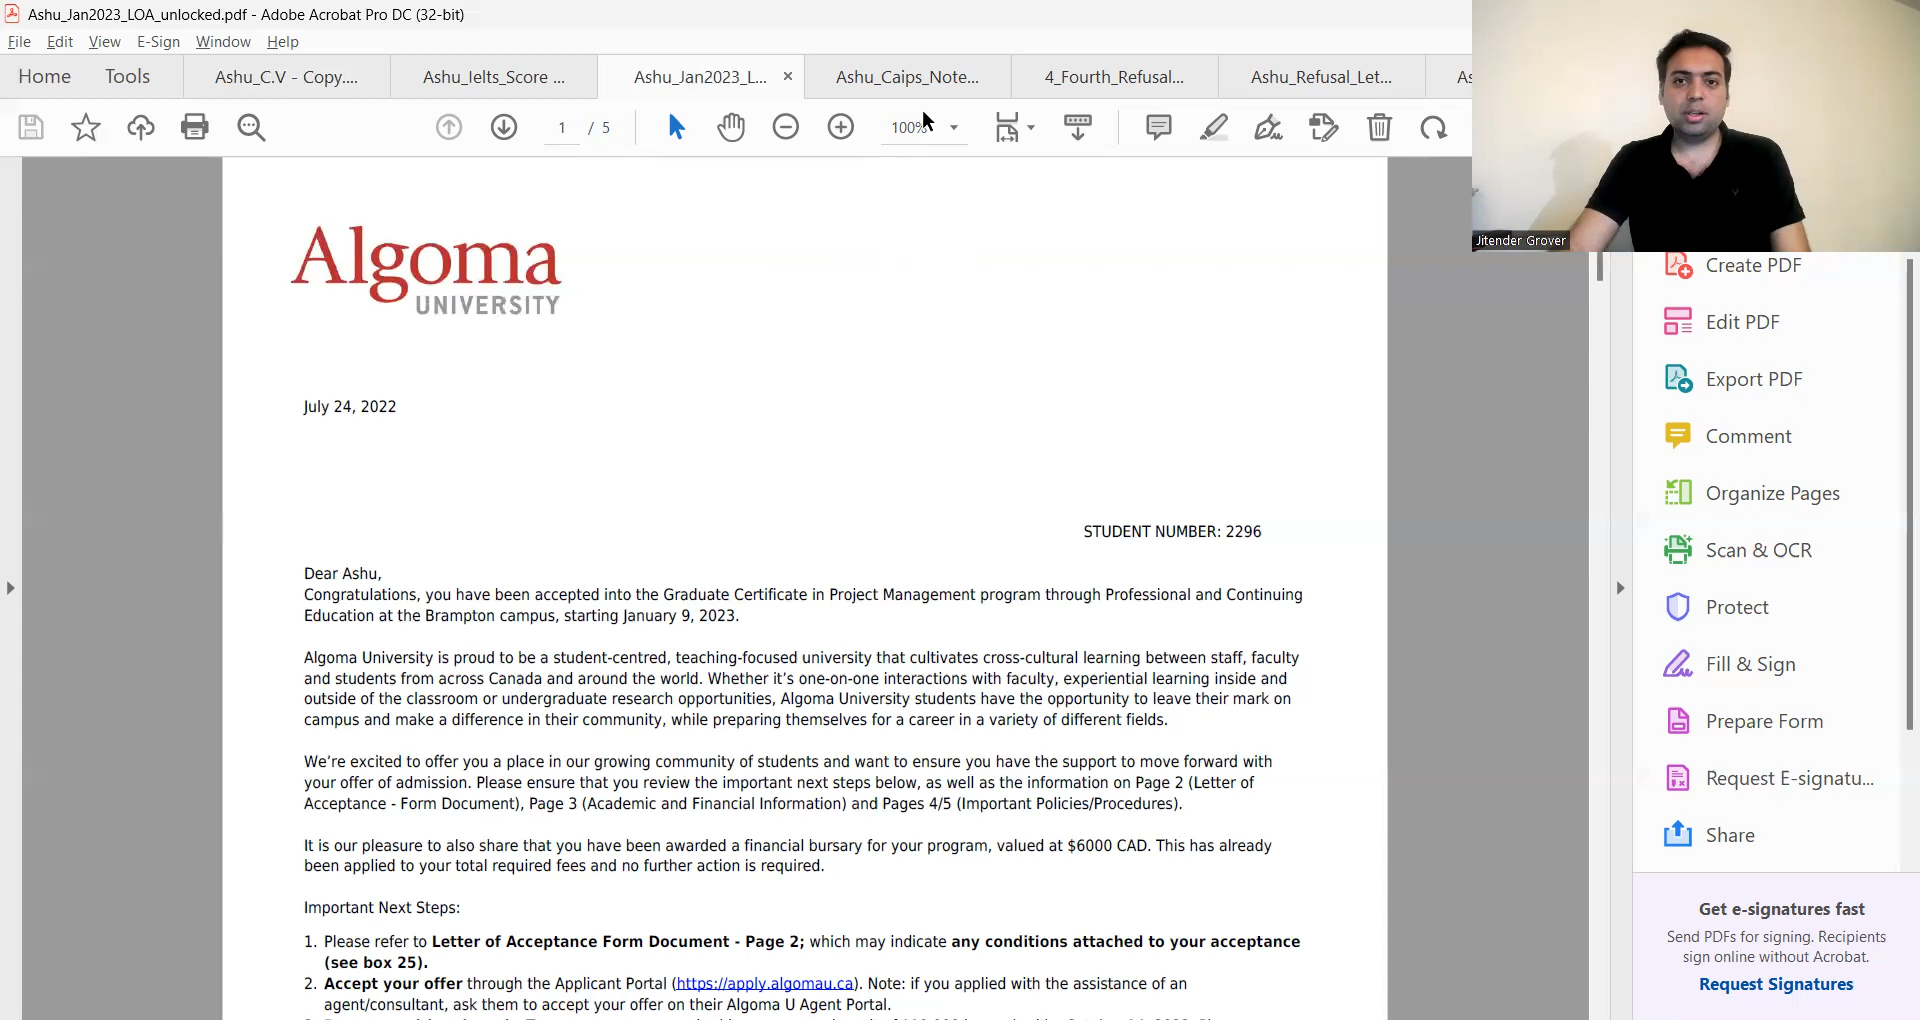 Ashu_Jan2023_LOA_unlocked.pdf - Adobe Acrobat Pro DC (32-bit)
File Edit View E-Sign Window Help
Home Tools Ashu_C.V - Copy.... Ashu_Ielts_Score ... Ashu_Jan2023_L... × Ashu_Caips_Note... 4_Fourth_Refusal... Ashu_Refusal_Let... As
1 / 5 100%
Jitender Grover
Algoma
UNIVERSITY
July 24, 2022
STUDENT NUMBER: 2296
Dear Ashu,
Congratulations, you have been accepted into the Graduate Certificate in Project Management program through Professional and Continuing
Education at the Brampton campus, starting January 9, 2023.
Algoma University is proud to be a student-centred, teaching-focused university that cultivates cross-cultural learning between staff, faculty
and students from across Canada and around the world. Whether it's one-on-one interactions with faculty, experiential learning inside and
outside of the classroom or undergraduate research opportunities, Algoma University students have the opportunity to leave their mark on
campus and make a difference in their community, while preparing themselves for a career in a variety of different fields.
We're excited to offer you a place in our growing community of students and want to ensure you have the support to move forward with
your offer of admission. Please ensure that you review the important next steps below, as well as the information on Page 2 (Letter of
Acceptance - Form Document), Page 3 (Academic and Financial Information) and Pages 4/5 (Important Policies/Procedures).
It is our pleasure to also share that you have been awarded a financial bursary for your program, valued at $6000 CAD. This has already
been applied to your total required fees and no further action is required.
Important Next Steps:
1. Please refer to Letter of Acceptance Form Document - Page 2; which may indicate any conditions attached to your acceptance
(see box 25).
2. Accept your offer through the Applicant Portal (https://apply.algomau.ca). Note: if you applied with the assistance of an
agent/consultant, ask them to accept your offer on their Algoma U Agent Portal.
Create PDF
Edit PDF
Export PDF
Comment
Organize Pages
Scan & OCR
Protect
Fill & Sign
Prepare Form
Request E-signatu...
Share
Get e-signatures fast
Send PDFs for signing. Recipients
sign online without Acrobat.
Request Signatures